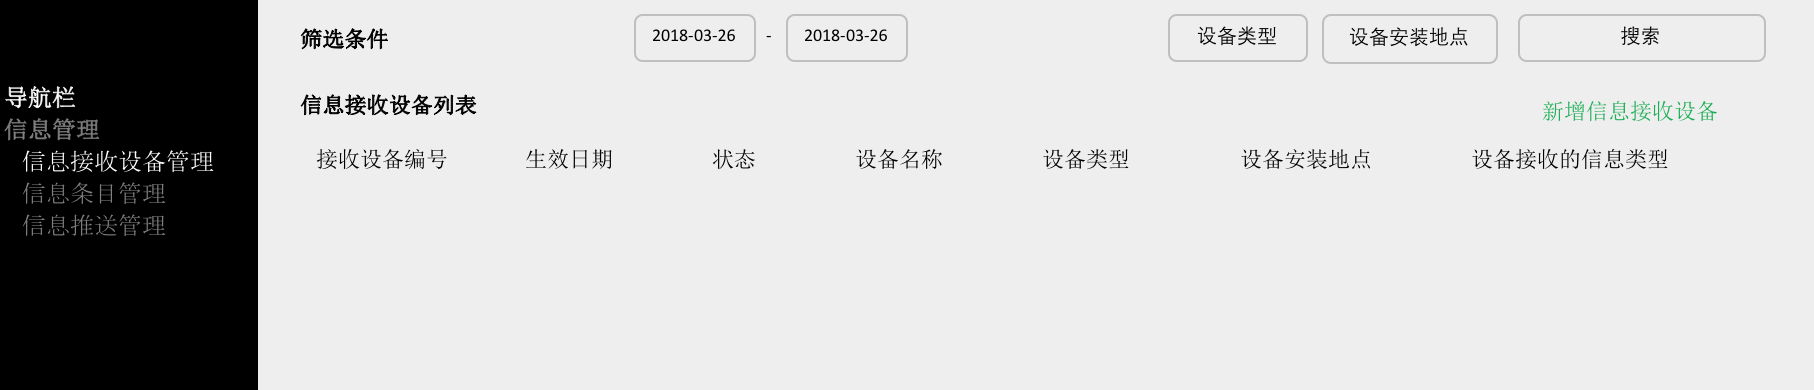 导航栏
信息管理
信息接收设备管理
信息条目管理
信息推送管理
筛选条件 2018-03-26 - 2018-03-26 设备类型 设备安装地点 搜索
信息接收设备列表 新增信息接收设备
接收设备编号 生效日期 状态 设备名称 设备类型 设备安装地点 设备接收的信息类型